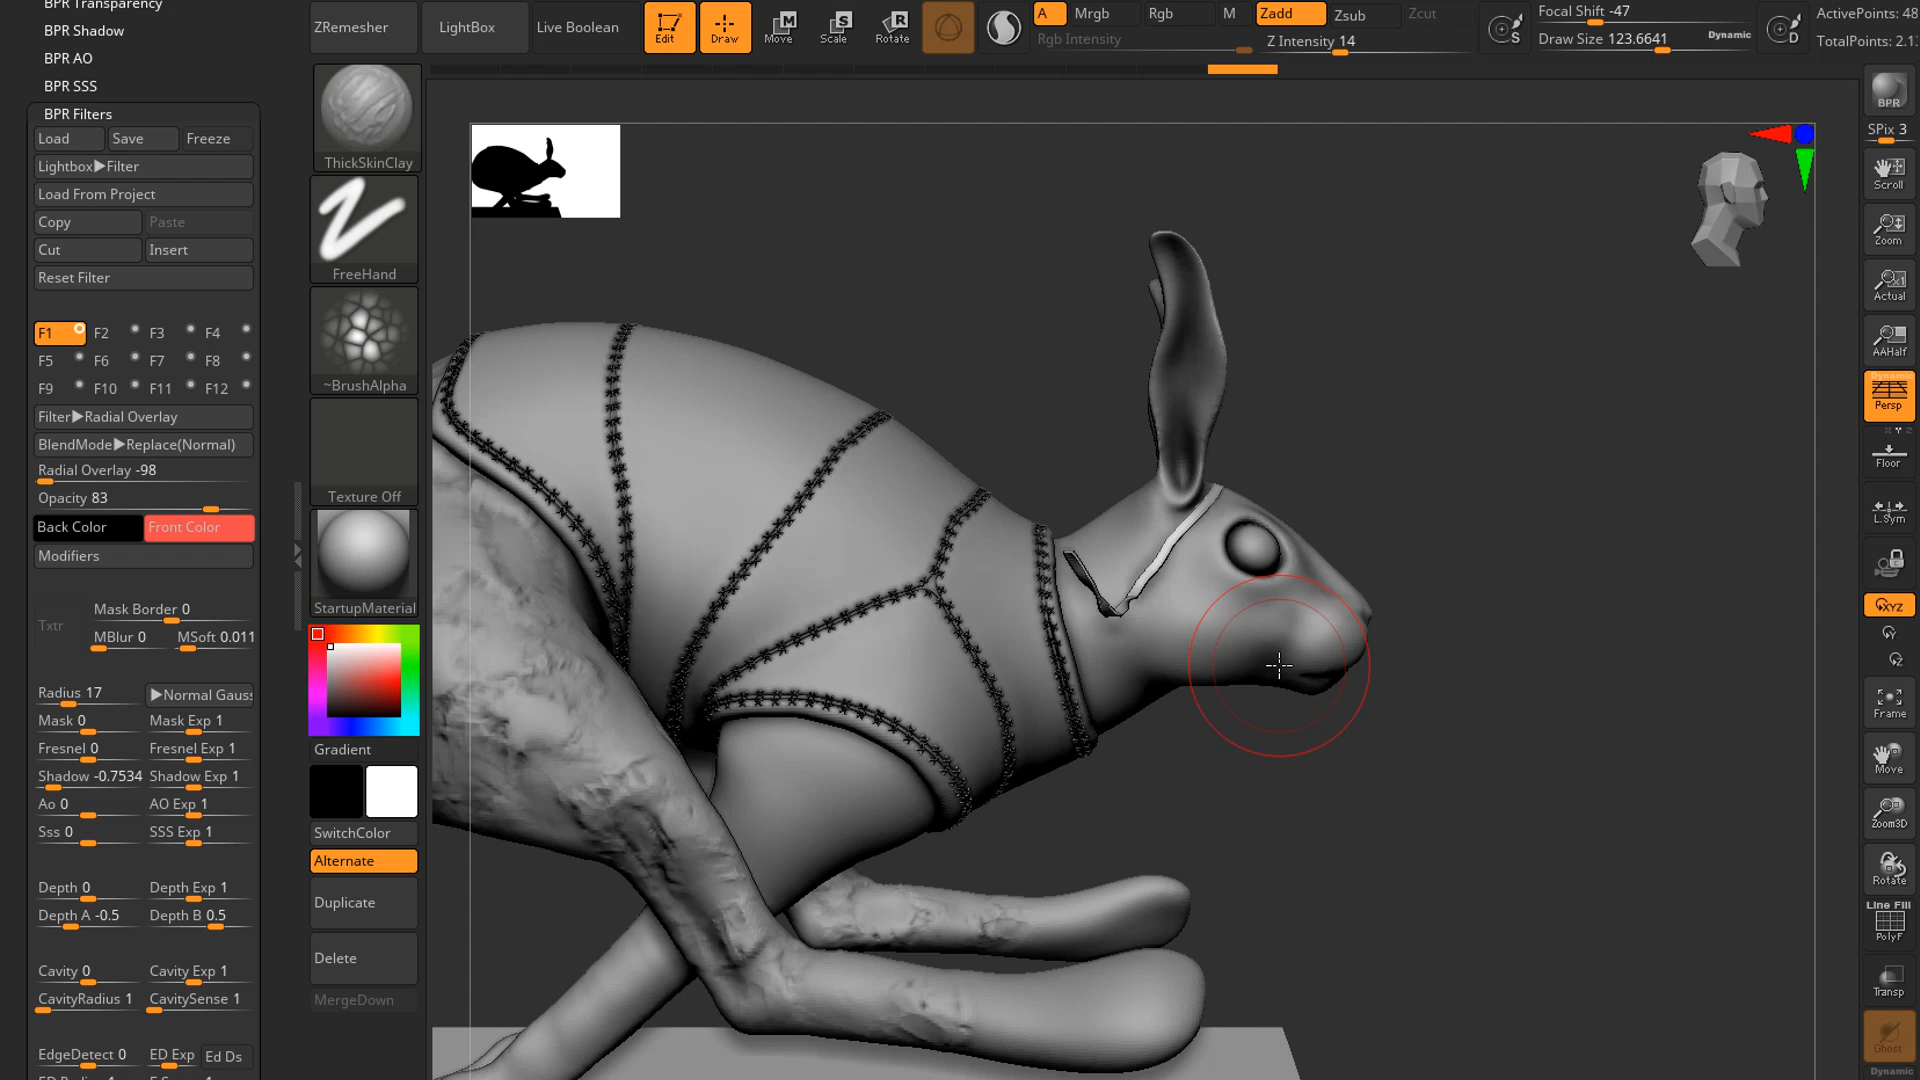 BPR Transparency
BPR Shadow
BPR AO
BPR SSS
BPR Filters
Load
Save
Freeze
Lightbox▶Filter
Load From Project
Copy
Paste
Cut
Insert
Reset Filter
F1
F2
F3
F4
F5
F6
F7
F8
F9
F10
F11
F12
Filter▶Radial Overlay
BlendMode▶Replace(Normal)
Radial Overlay -98
Opacity 83
Back Color
Front Color
Modifiers
Txtr
Mask Border 0
MBlur 0
MSoft 0.011
Radius 17
▶Normal Gauss
Mask 0
Mask Exp 1
Fresnel 0
Fresnel Exp 1
Shadow -0.7534
Shadow Exp 1
Ao 0
AO Exp 1
Sss 0
SSS Exp 1
Depth 0
Depth Exp 1
Depth A -0.5
Depth B 0.5
Cavity 0
Cavity Exp 1
CavityRadius 1
CavitySense 1
EdgeDetect 0
ED Exp
Ed Ds
ZRemesher
LightBox
Live Boolean
Edit
Draw
M
Move
S
Scale
R
Rotate
A
Mrgb
Rgb
M
Zadd
Zsub
Zcut
Rgb Intensity
Z Intensity 14
S
Focal Shift -47
Draw Size 123.6641
Dynamic
D
ActivePoints: 48
TotalPoints: 2.1
ThickSkinClay
FreeHand
~BrushAlpha
Texture Off
StartupMaterial
Gradient
SwitchColor
Alternate
Duplicate
Delete
MergeDown
BPR
SPix 3
Scroll
Zoom
Actual
AAHalf
Dynamic
Persp
X Y Z
Floor
L.Sym
XYZ
Y
Z
Frame
Move
Zoom3D
Rotate
Line Fill
PolyF
Transp
Ghost
Dynamic